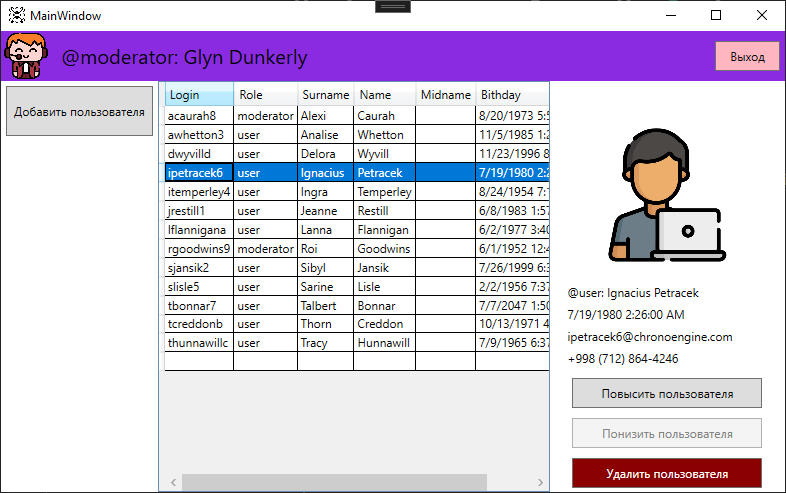 MainWindow
@moderator: Glyn Dunkerly
Выход
Добавить пользователя
Login Role Surname Name Midname Bithday
acaurah8 moderator Alexi Caurah 8/20/1973 5:5
awhetton3 user Analise Whetton 11/5/1985 1:2
dwyvilld user Delora Wyvill 11/23/1996 8
ipetracek6 user Ignacius Petracek 7/19/1980 2:2
itemperley4 user Ingra Temperley 8/24/1954 7:1
jrestill1 user Jeanne Restill 6/8/1983 1:57
lflannigana user Lanna Flannigan 6/2/1977 3:40
rgoodwins9 moderator Roi Goodwins 6/1/1952 12:4
sjansik2 user Sibyl Jansik 7/26/1999 6:3
slisle5 user Sarine Lisle 2/2/1956 7:37
tbonnar7 user Talbert Bonnar 7/7/2047 1:50
tcreddonb user Thorn Creddon 10/13/1971 4
thunnawillc user Tracy Hunnawill 7/9/1965 6:37
@user: Ignacius Petracek
7/19/1980 2:26:00 AM
ipetracek6@chronoengine.com
+998 (712) 864-4246
Повысить пользователя
Понизить пользователя
Удалить пользователя